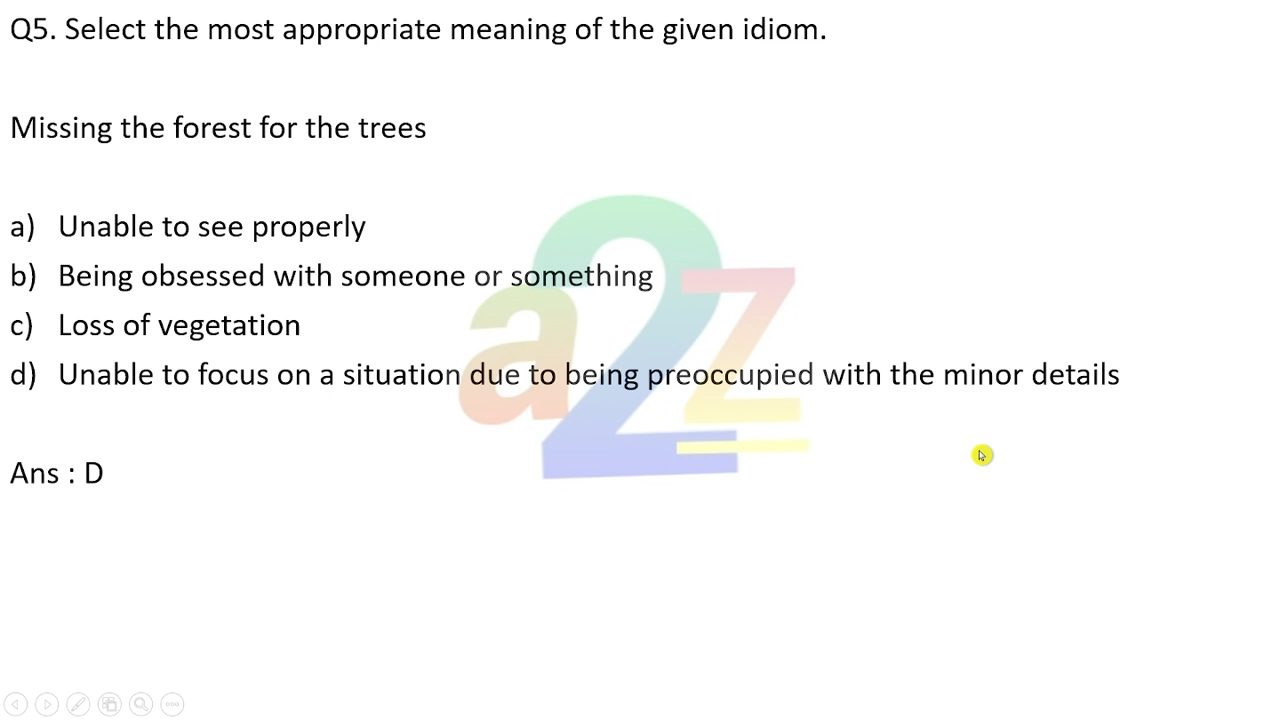 Q5. Select the most appropriate meaning of the given idiom.
Missing the forest for the trees
a) Unable to see properly
b) Being obsessed with someone or something
c) Loss of vegetation
d) Unable to focus on a situation due to being preoccupied with the minor details
Ans : D
a2z